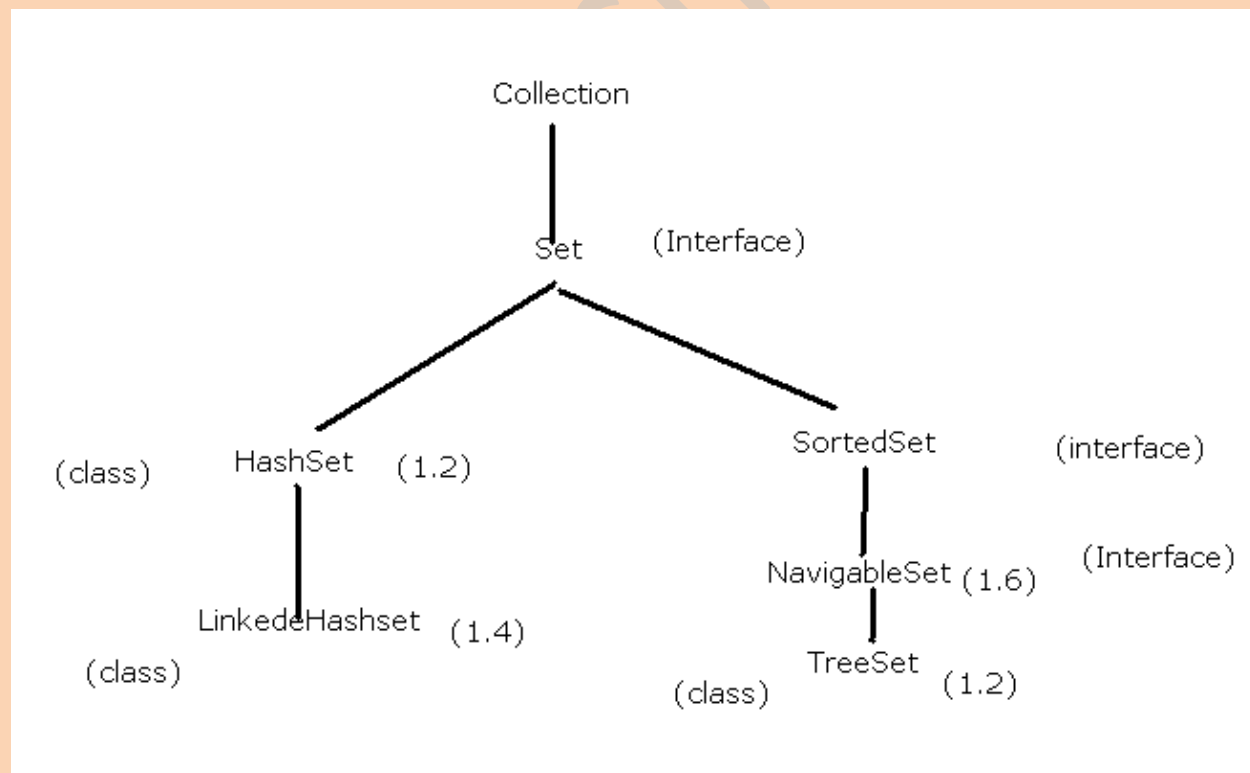 Collection
Set (Interface)
(class) HashSet (1.2)
SortedSet (interface)
NavigableSet (1.6) (Interface)
LinkedeHashset (1.4)
(class)
TreeSet (1.2)
(class)